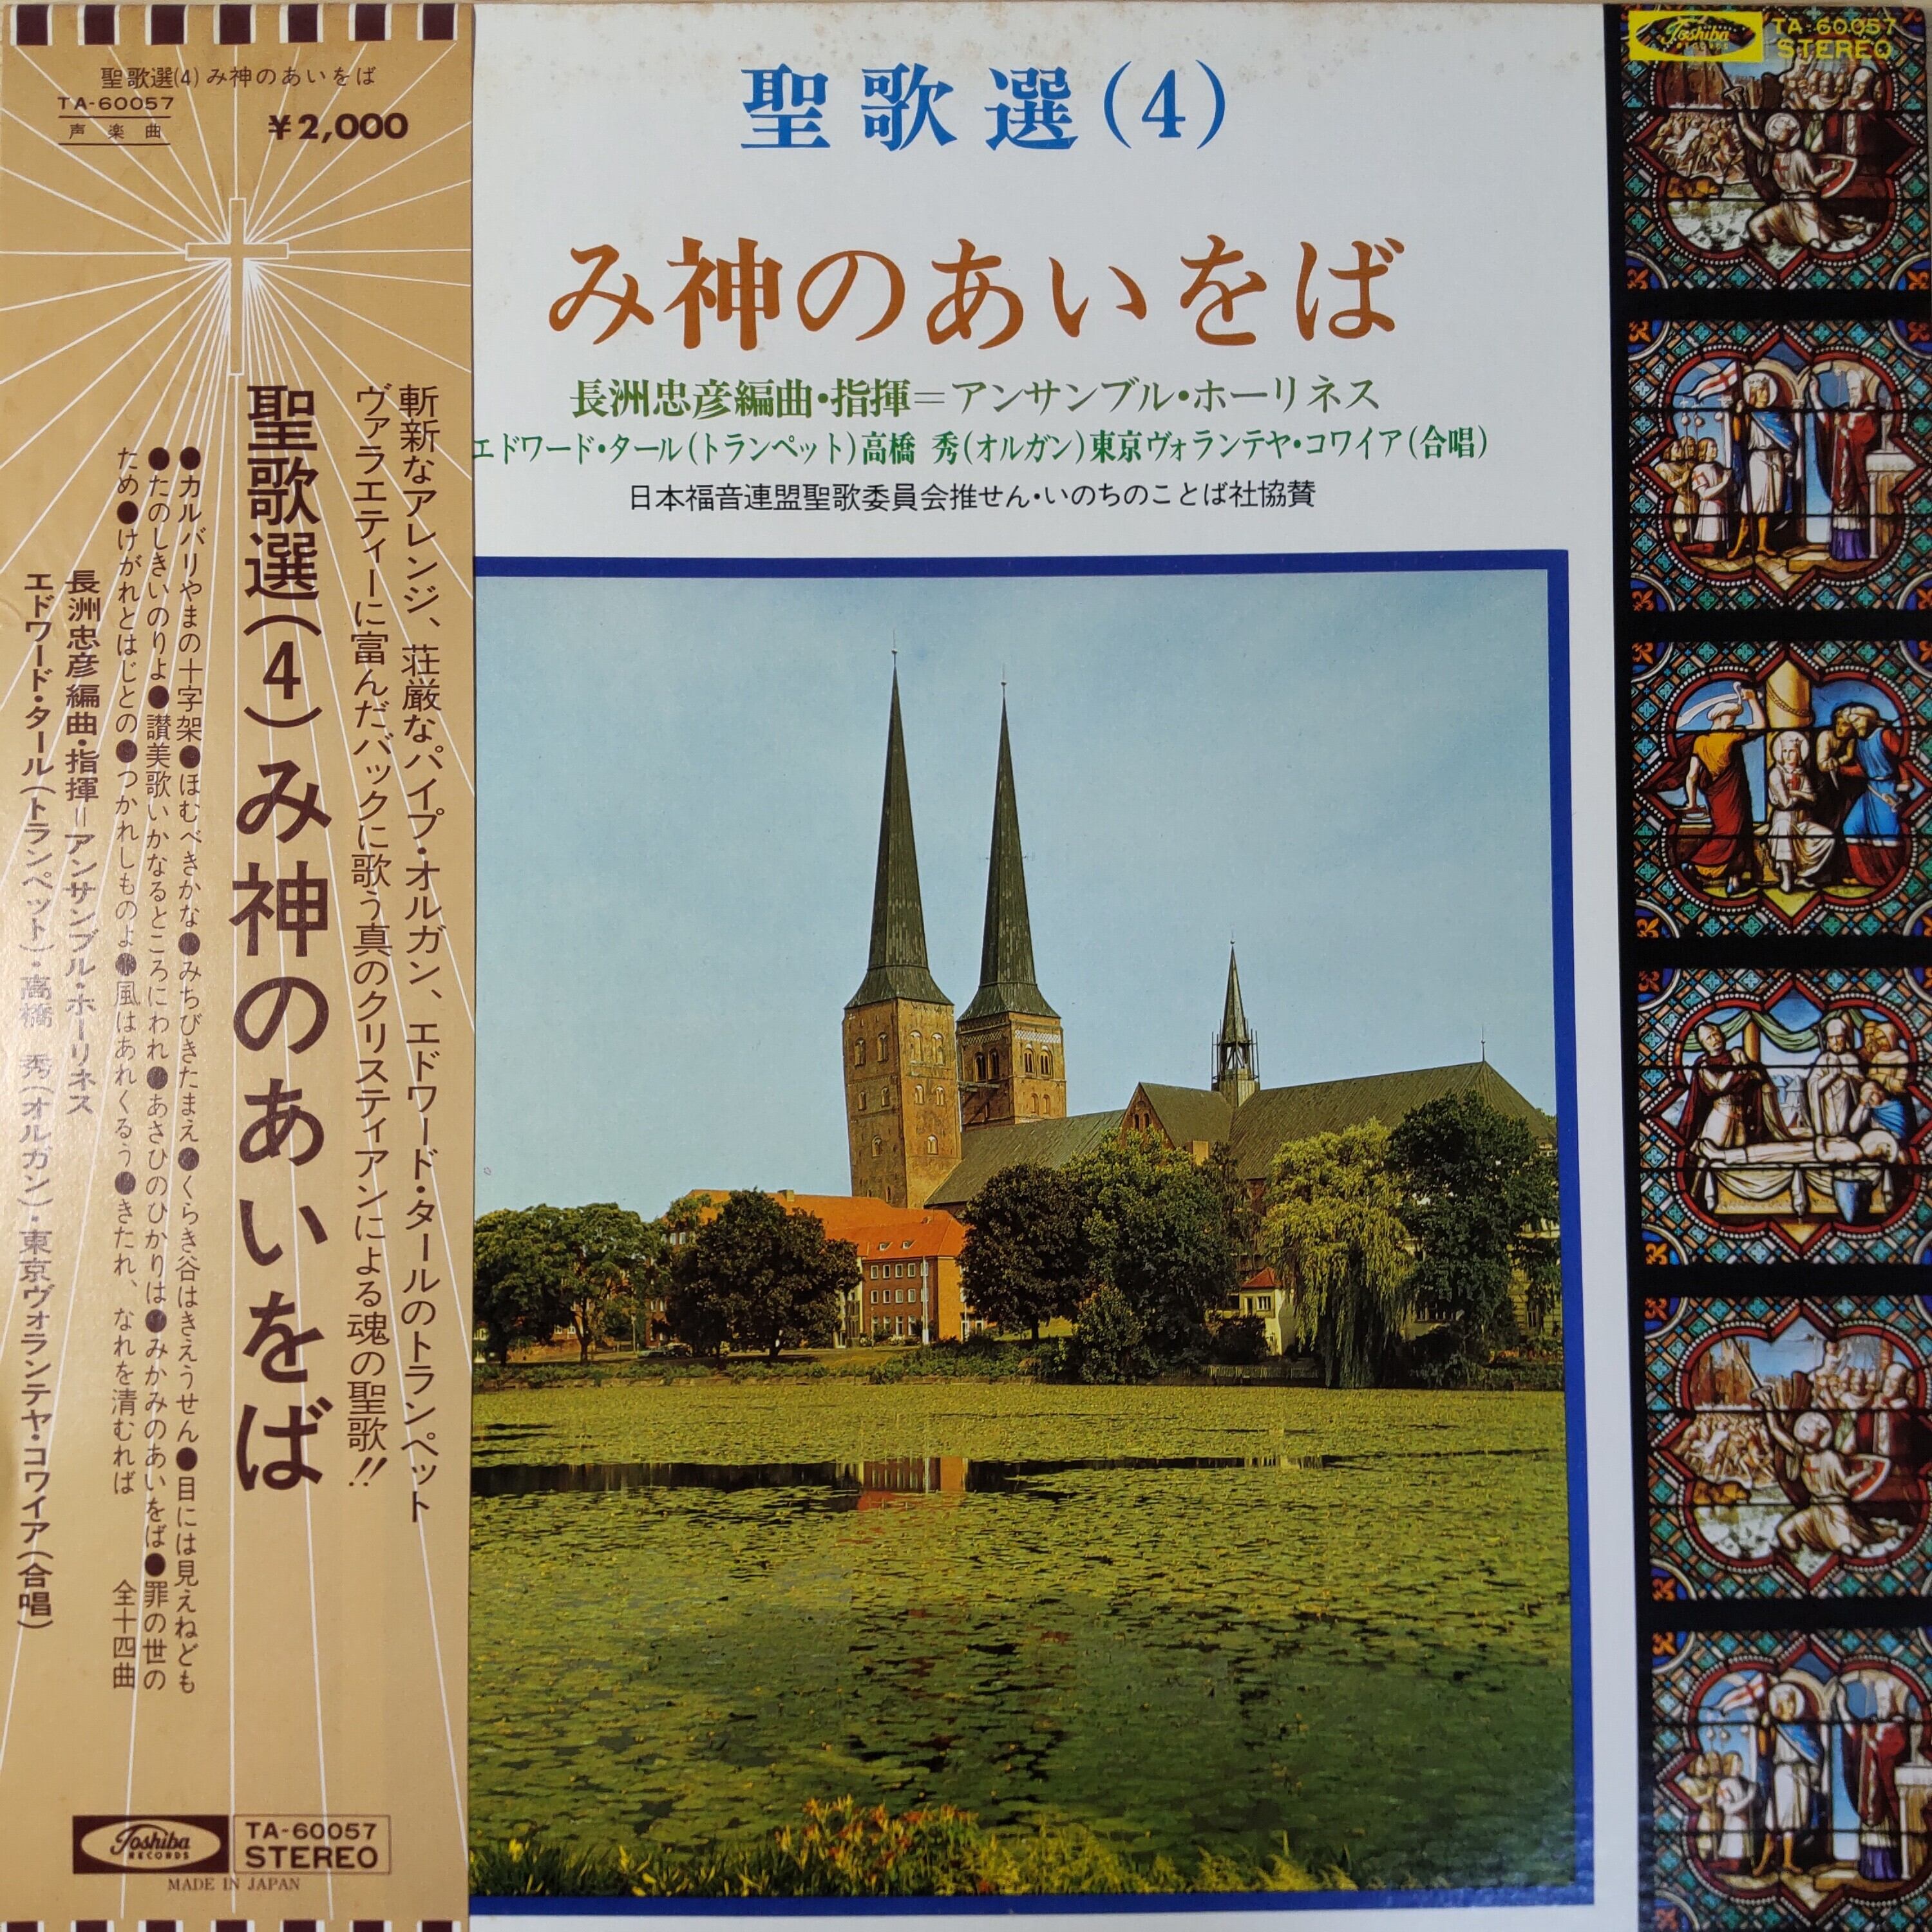 聖歌選(4)み神のあいをば
TA-60057
声楽曲
¥2,000
斬新なアレンジ、荘厳なパイプ・オルガン、エドワード・タールのトランペット
ヴァラエティーに富んだバックに歌う真のクリスティアンによる魂の聖歌!!
聖歌選(4)み神のあいをば
●カルバリやまの十字架●ほむべきかな●みちびきたまえ●くらき谷はきえうせん●目には見えねども
●たのしきいのりよ●讃美歌いかなるところにわれ●あさひのひかりは●みかみのあいをば●罪の世の
ため●けがれとはじとの●つかれしものよ●風はあれくるう●きたれ、なれを清むれば 全十四曲
長洲忠彦編曲・指揮=アンサンブル・ホーリネス
エドワード・タール(トランペット)・高橋 秀(オルガン)・東京ヴォランテヤ・コワイア(合唱)
Toshiba
RECORDS
TA-60057
STEREO
MADE IN JAPAN
聖歌選(4)
み神のあいをば
長洲忠彦編曲・指揮=アンサンブル・ホーリネス
エドワード・タール(トランペット)高橋 秀(オルガン)東京ヴォランテヤ・コワイア(合唱)
日本福音連盟聖歌委員会推せん・いのちのことば社協賛
Toshiba
RECORDS
TA-60057
STEREO